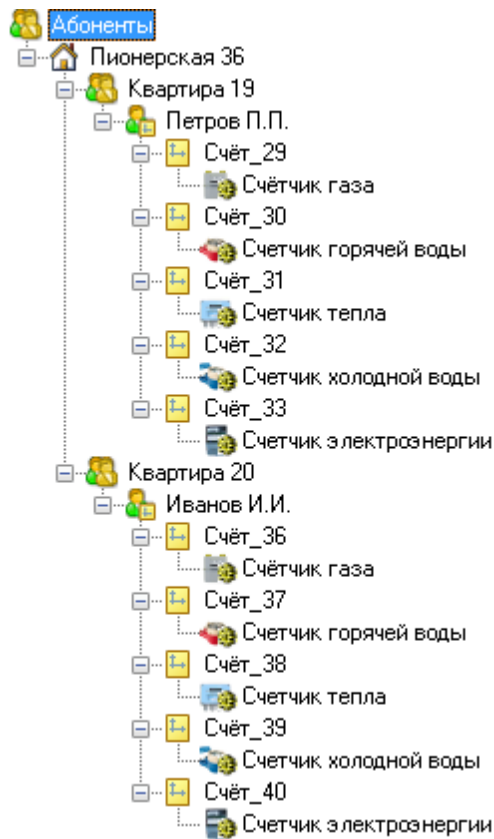 Абоненты
Пионерская 36
Квартира 19
Петров П.П.
Счёт_29
Счётчик газа
Счёт_30
Счетчик горячей воды
Счёт_31
Счетчик тепла
Счёт_32
Счетчик холодной воды
Счёт_33
Счетчик электроэнергии
Квартира 20
Иванов И.И.
Счёт_36
Счётчик газа
Счёт_37
Счетчик горячей воды
Счёт_38
Счетчик тепла
Счёт_39
Счетчик холодной воды
Счёт_40
Счетчик электроэнергии